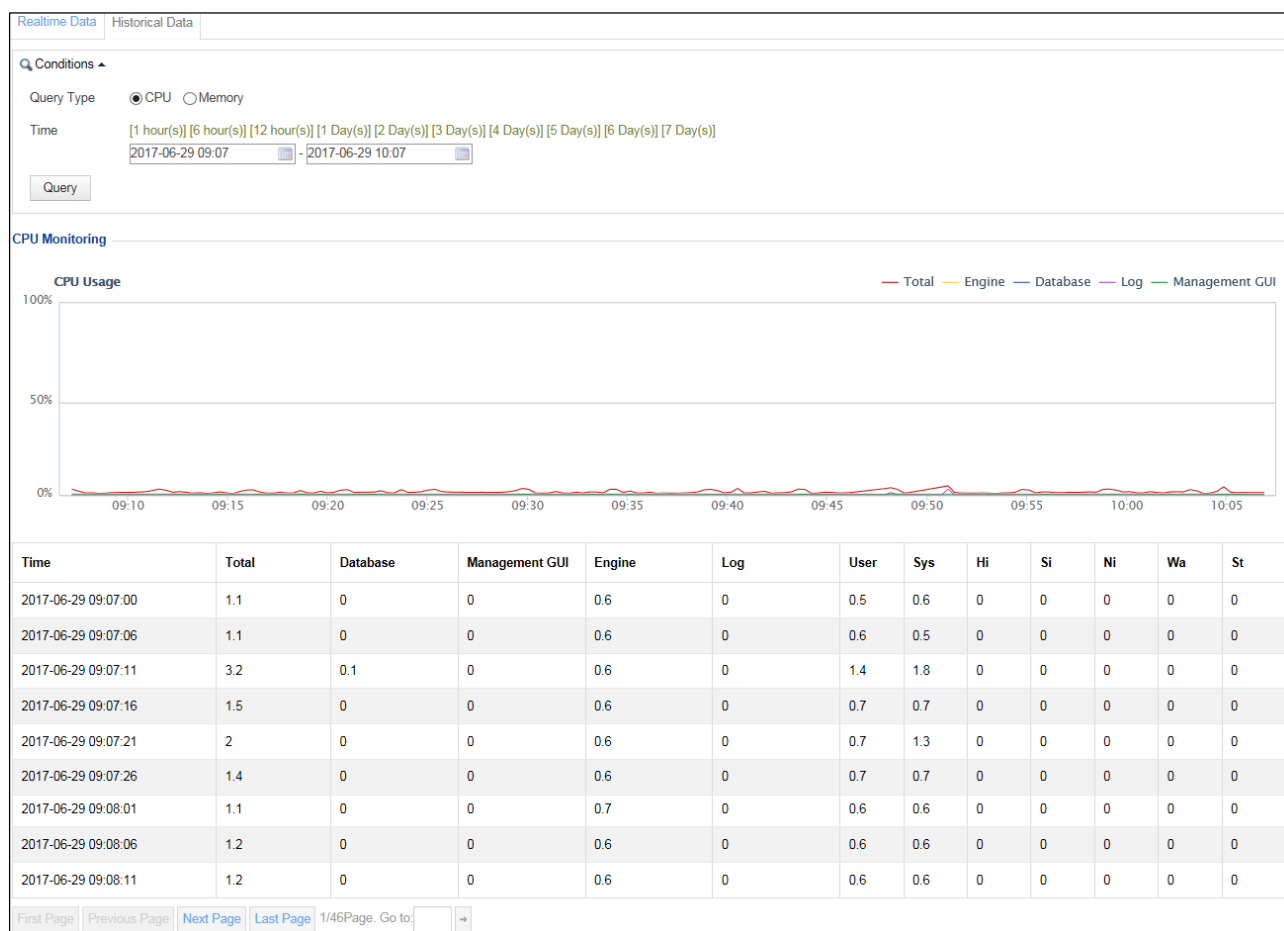 Realtime Data Historical Data
Conditions
Query Type CPU Memory
Time [1 hour(s)] [6 hour(s)] [12 hour(s)] [1 Day(s)] [2 Day(s)] [3 Day(s)] [4 Day(s)] [5 Day(s)] [6 Day(s)] [7 Day(s)]
2017-06-29 09:07 - 2017-06-29 10:07
Query
CPU Monitoring
CPU Usage Total Engine Database Log Management GUI
100%
50%
0%
09:10 09:15 09:20 09:25 09:30 09:35 09:40 09:45 09:50 09:55 10:00 10:05
Time Total Database Management GUI Engine Log User Sys Hi Si Ni Wa St
2017-06-29 09:07:00 1.1 0 0 0.6 0 0.5 0.6 0 0 0 0 0
2017-06-29 09:07:06 1.1 0 0 0.6 0 0.6 0.5 0 0 0 0 0
2017-06-29 09:07:11 3.2 0.1 0 0.6 0 1.4 1.8 0 0 0 0 0
2017-06-29 09:07:16 1.5 0 0 0.6 0 0.7 0.7 0 0 0 0 0
2017-06-29 09:07:21 2 0 0 0.6 0 0.7 1.3 0 0 0 0 0
2017-06-29 09:07:26 1.4 0 0 0.6 0 0.7 0.7 0 0 0 0 0
2017-06-29 09:08:01 1.1 0 0 0.7 0 0.6 0.6 0 0 0 0 0
2017-06-29 09:08:06 1.2 0 0 0.6 0 0.6 0.6 0 0 0 0 0
2017-06-29 09:08:11 1.2 0 0 0.6 0 0.6 0.6 0 0 0 0 0
First Page Previous Page Next Page Last Page 1/46Page. Go to: